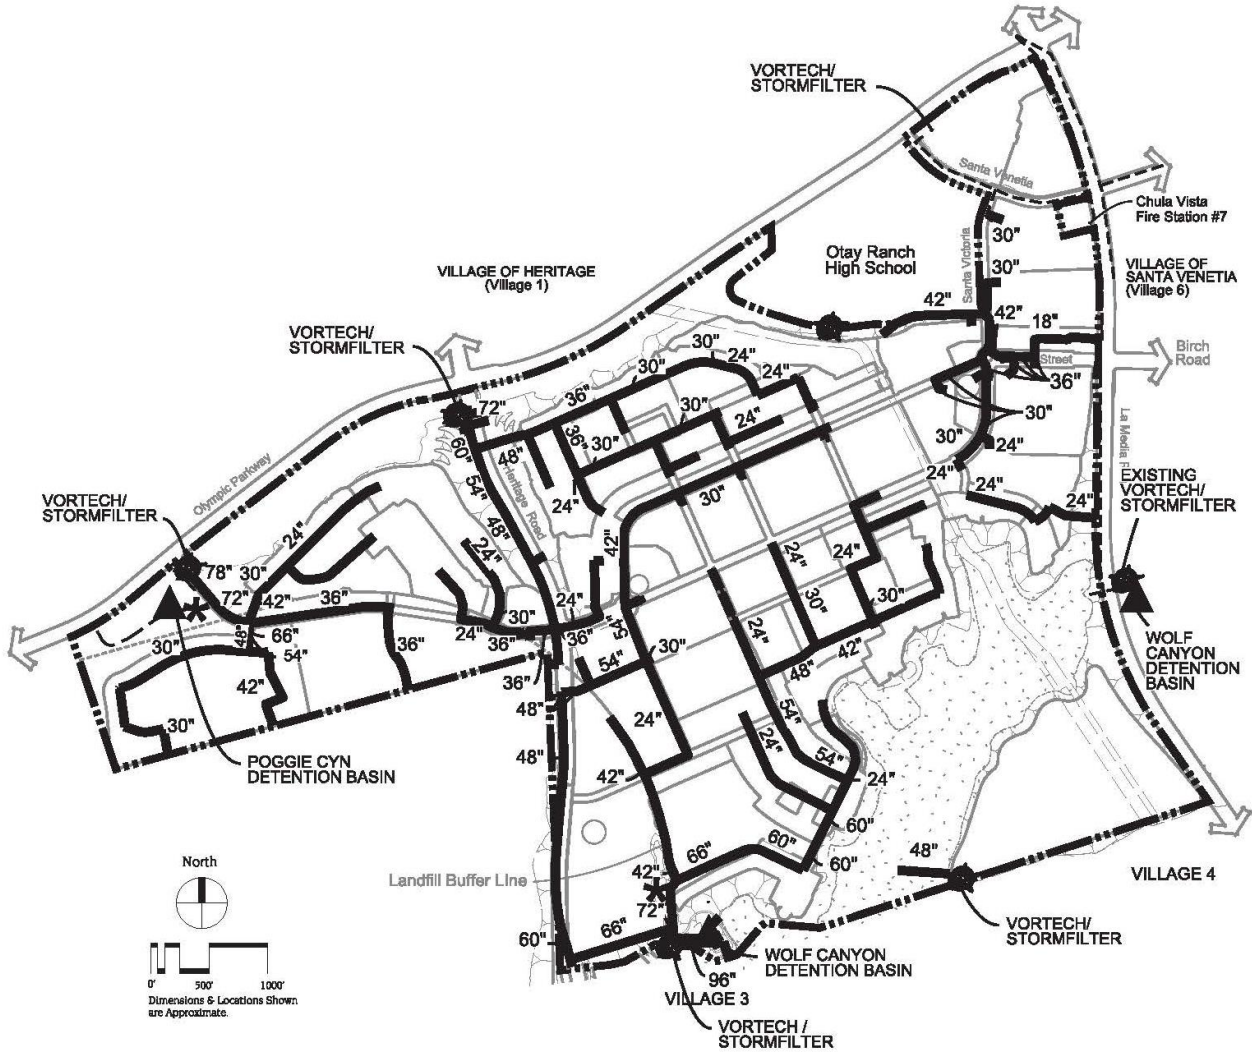 VORTECH/
STORMFILTER
Santa Venetia
Chula Vista
Fire Station #7
30"
Otay Ranch
High School
Santa Victoria
VILLAGE OF HERITAGE
(Village 1)
30"
VILLAGE OF
SANTA VENETIA
(Village 6)
42"
42"
18"
VORTECH/
STORMFILTER
Birch
Road
Street
30"
24"
30"
24"
36"
36"
72"
30"
24"
30"
La Media R
60"
48"
36"
30"
30"
24"
Olympic Parkway
Heritage Road
24"
EXISTING
VORTECH/
STORMFILTER
54"
24"
30"
24"
24"
VORTECH/
STORMFILTER
24"
48"
42"
24"
24"
24"
78"
30"
30"
30"
72"
42"
36"
24"
24"
30"
36"
36"
54"
24"
48"
66"
36"
30"
42"
WOLF
CANYON
DETENTION
BASIN
30"
54"
54"
48"
42"
36"
48"
54"
30"
24"
24"
POGGIE CYN
DETENTION BASIN
48"
42"
54"
24"
60"
60"
North
66"
60"
48"
VILLAGE 4
42"
Landfill Buffer Line
72"
66"
VORTECH/
STORMFILTER
60"
WOLF CANYON
DETENTION BASIN
96"
0'
500'
1000'
Dimensions & Locations Shown
are Approximate.
VILLAGE 3
VORTECH /
STORMFILTER